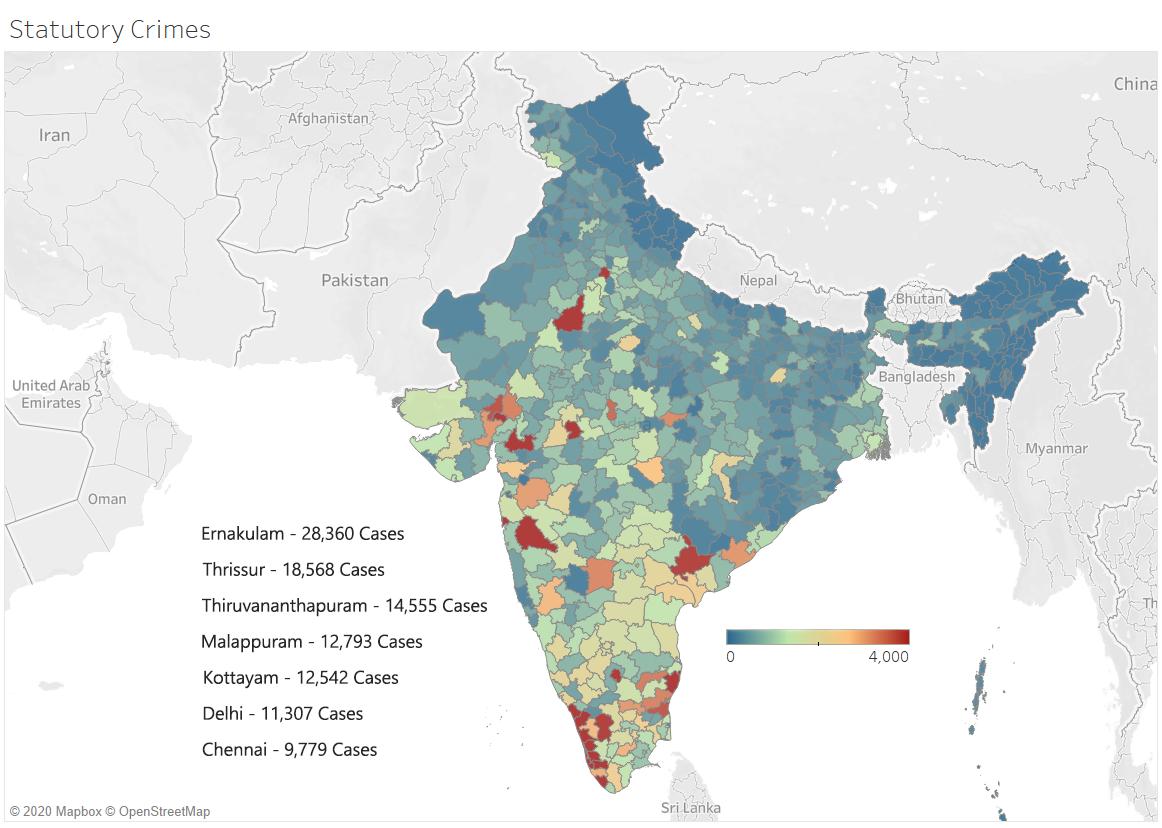 Statutory Crimes
China
Afghanistan
Iran
Pakistan
Nepal
Bhutan
United Arab
Emirates
Bangladesh
Myanmar
Oman
Ernakulam - 28,360 Cases
Thrissur - 18,568 Cases
Thiruvananthapuram - 14,555 Cases
Malappuram - 12,793 Cases
Kottayam - 12,542 Cases
Delhi - 11,307 Cases
Chennai - 9,779 Cases
0 4,000
Th
Sri Lanka
© 2020 Mapbox © OpenStreetMap